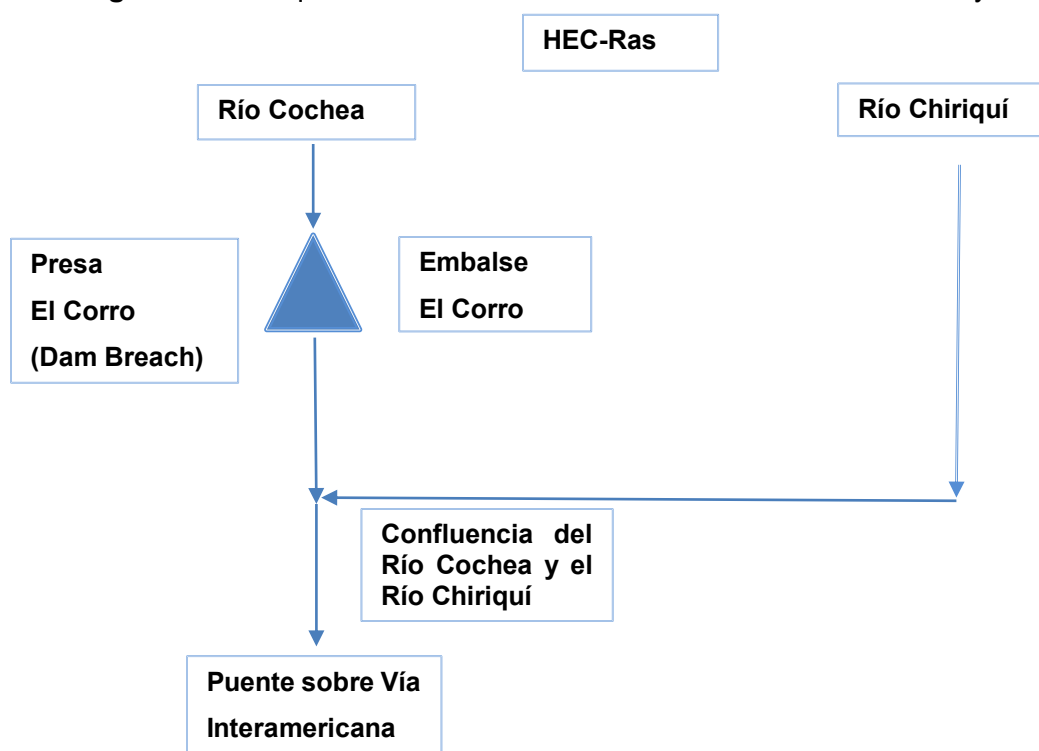 HEC-Ras
Río Cochea
Río Chiriquí
Presa
El Corro
(Dam Breach)
Embalse
El Corro
Confluencia del
Río Cochea y el
Río Chiriquí
Puente sobre Vía
Interamericana